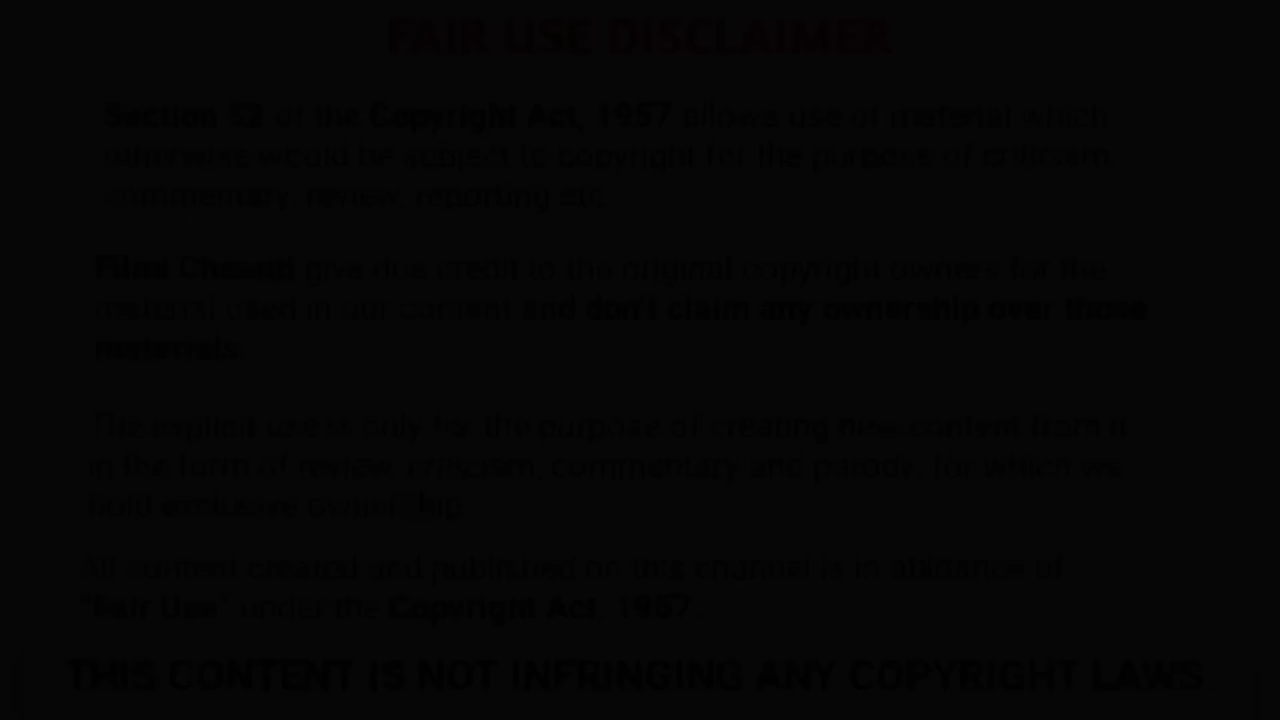 FAIR USE DISCLAIMER
Section 52 of the Copyright Act, 1957 allows use of material which
otherwise would be subject to copyright for the purpose of criticism
commentary review reporting etc
give due credit to the original copyright owners for the
material used in our content and don't claim any ownership over those
materials.
The explicit use is only for the purpose of creating new content from it
in the form of review, criticism, commentary and parody, for which we
hold exclusive ownership
All content created and published on this channel is in abidance of
"Fair Use" under the Copyright Act, 1957.
THIS CONTENT IS NOT INFRINGING ANY COPYRIGHT LAWS.